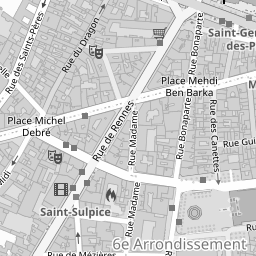 Rue des Saints-Pères
Rue du Dragon
Saint-Ger
des-P
Rue Bonaparte
Place Mehdi
Ben Barka
Rue de Rennes
Rue Madame
Place Michel
Debré
Rue Bonaparte
Rue des Canettes
Rue Gui
Midi
Rue Madame
Saint-Sulpice
6e Arrondissement
Rue de Mézières